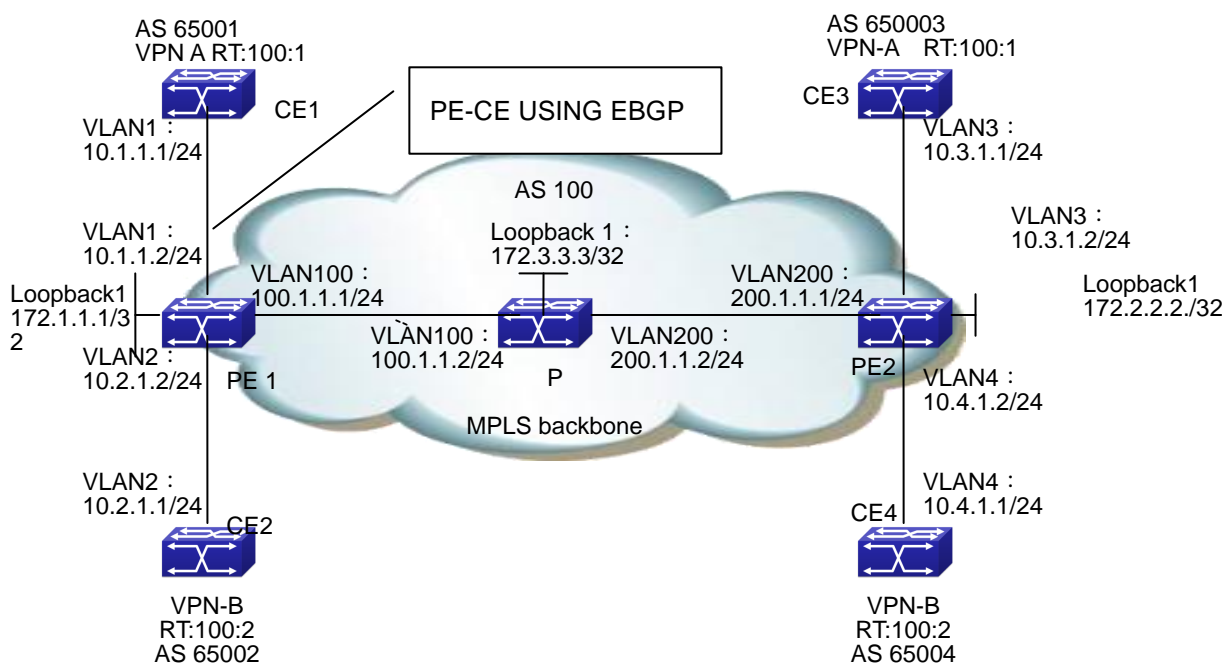 AS 65001
VPN A RT:100:1
CE1
VLAN1：
10.1.1.1/24
PE-CE USING EBGP
AS 650003
VPN-A RT:100:1
CE3
VLAN3：
10.3.1.1/24
AS 100
VLAN1：
10.1.1.2/24
Loopback 1：
172.3.3.3/32
VLAN3：
10.3.1.2/24
Loopback1
172.1.1.1/3
2
VLAN100：
100.1.1.1/24
VLAN200：
200.1.1.1/24
Loopback1
172.2.2.2./32
VLAN100：
100.1.1.2/24
VLAN200：
200.1.1.2/24
VLAN2：
10.2.1.2/24
PE 1
P
PE2
VLAN4：
10.4.1.2/24
MPLS backbone
VLAN2：
10.2.1.1/24
CE2
CE4
VLAN4：
10.4.1.1/24
VPN-B
RT:100:2
AS 65002
VPN-B
RT:100:2
AS 65004